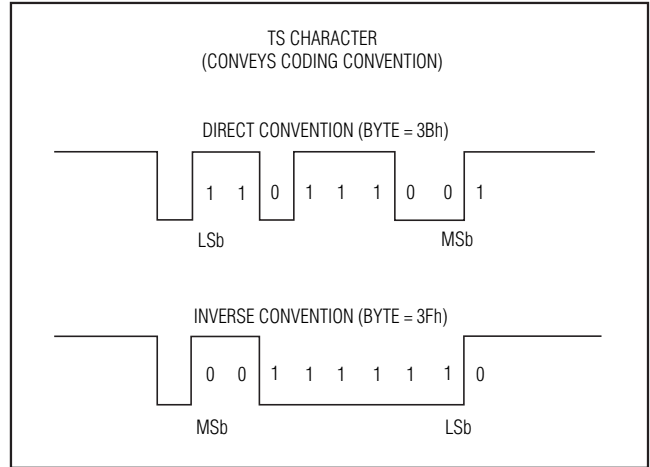 TS CHARACTER
(CONVEYS CODING CONVENTION)
DIRECT CONVENTION (BYTE = 3Bh)
1 1 0 1 1 1 0 0 1
LSb MSb
INVERSE CONVENTION (BYTE = 3Fh)
0 0 1 1 1 1 1 1 0
MSb LSb